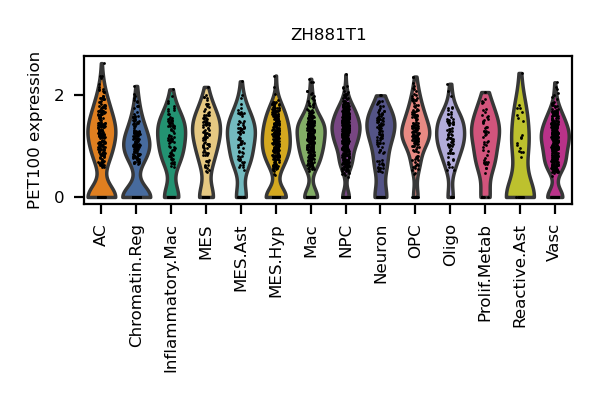 ZH881T1
PET100 expression
2
0
AC
Chromatin.Reg
Inflammatory.Mac
MES
MES.Ast
MES.Hyp
Mac
NPC
Neuron
OPC
Oligo
Prolif.Metab
Reactive.Ast
Vasc